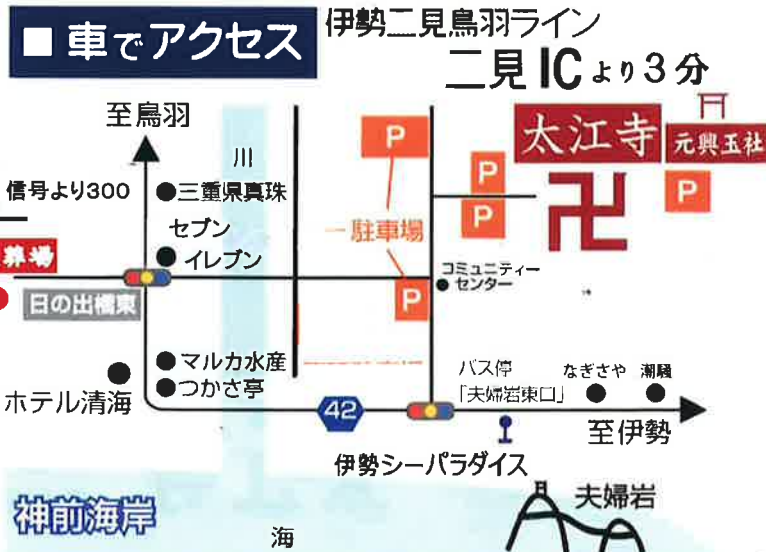 ■ 車でアクセス
伊勢二見鳥羽ライン
二見ICより3分
至鳥羽
川
P
太江寺
元興玉社
信号より300
三重県真珠
P
P
P
セブン
イレブン
駐車場
葬場
コミュニティー
センター
P
日の出橋東
マルカ水産
つかさ亭
バス停
「夫婦岩東口」
なぎさや
潮騒
ホテル清海
42
至伊勢
伊勢シーパラダイス
神前海岸
夫婦岩
海